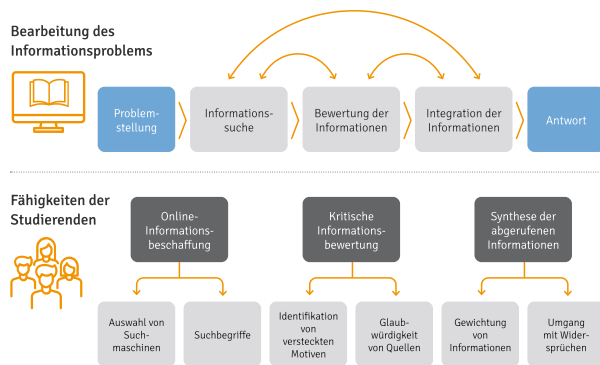 Bearbeitung des
Informationsproblems
Problem-
stellung
Informations-
suche
Bewertung der
Informationen
Integration der
Informationen
Antwort
Fähigkeiten der
Studierenden
Online-
Informations-
beschaffung
Kritische
Informations-
bewertung
Synthese der
abgerufenen
Informationen
Auswahl von
Such-
maschinen
Suchbegriffe
Identifikation
von
versteckten
Motiven
Glaub-
würdigkeit
von Quellen
Gewichtung
von
Informationen
Umgang
mit Wider-
sprüchen